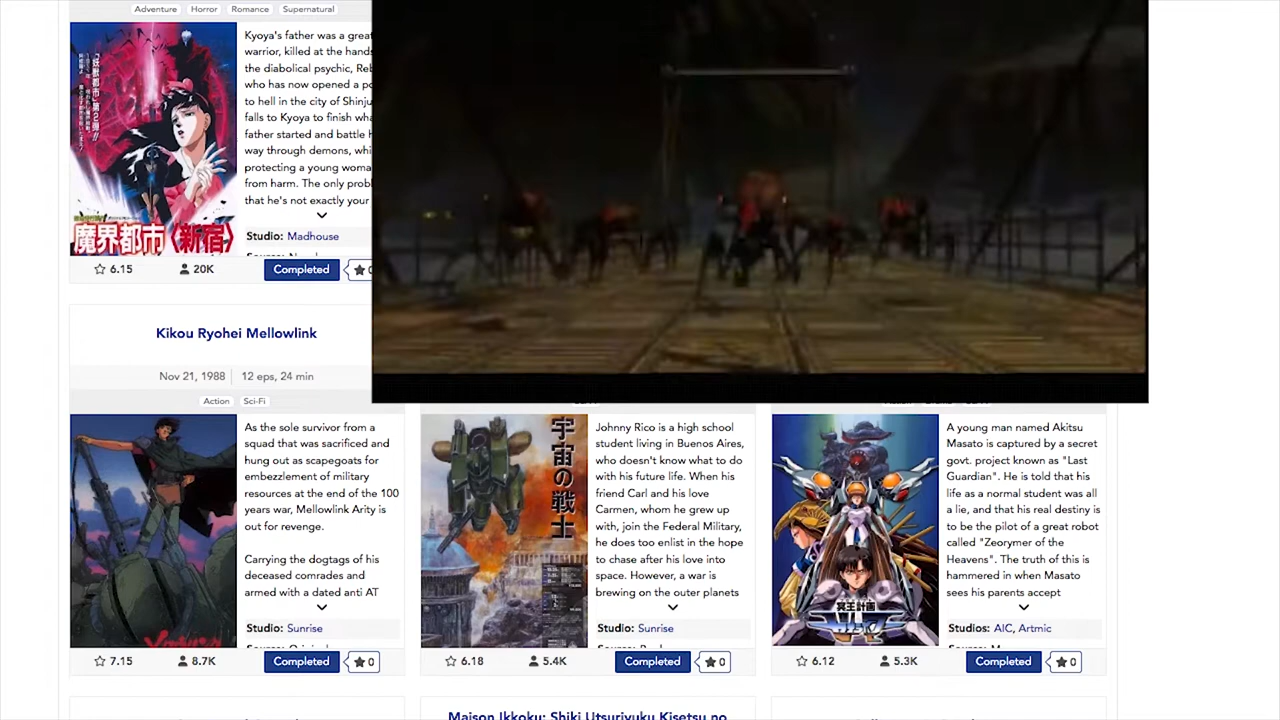 Adventure Horror Romance Supernatural
Kyoya's father was a great
warrior, killed at the hands
the diabolical psychic, Reb
who has now opened a po
to hell in the city of Shinju
falls to Kyoya to finish wha
father started and battle h
way through demons, whi
protecting a young woma
from harm. The only probl
that he's not exactly your
魔界都市〈新宿〉
Studio: Madhouse
6.15 20K Completed
Kikou Ryohei Mellowlink
Nov 21, 1988 12 eps, 24 min
Action Sci-Fi
As the sole survivor from a
squad that was sacrificed and
hung out as scapegoats for
embezzlement of military
resources at the end of the 100
years war, Mellowlink Arity is
out for revenge.
Carrying the dogtags of his
deceased comrades and
armed with a dated anti AT
Studio: Sunrise
7.15 8.7K Completed 0
宇宙の戦士
Johnny Rico is a high school
student living in Buenos Aires,
who doesn't know what to do
with his future life. When his
friend Carl and his love
Carmen, whom he grew up
with, join the Federal Military,
he does too enlist in the hope
to chase after his love into
space. However, a war is
brewing on the outer planets
Studio: Sunrise
6.18 5.4K Completed 0
冥王計画
A young man named Akitsu
Masato is captured by a secret
govt. project known as "Last
Guardian". He is told that his
life as a normal student was all
a lie, and that his real destiny is
to be the pilot of a great robot
called "Zeorymer of the
Heavens". The truth of this is
hammered in when Masato
sees his parents accept
Studios: AIC, Artmic
6.12 5.3K Completed 0
Maison Ikkoku: Shiki Utsuriyuku Kisetsu no